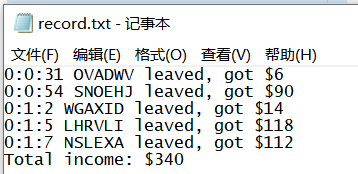 record.txt - 记事本
文件(F) 编辑(E) 格式(O) 查看(V) 帮助(H)
0:0:31 OVADWV leaved, got $6
0:0:54 SNOEHJ leaved, got $90
0:1:2 WGAXID leaved, got $14
0:1:5 LHRVLI leaved, got $118
0:1:7 NSLEXA leaved, got $112
Total income: $340